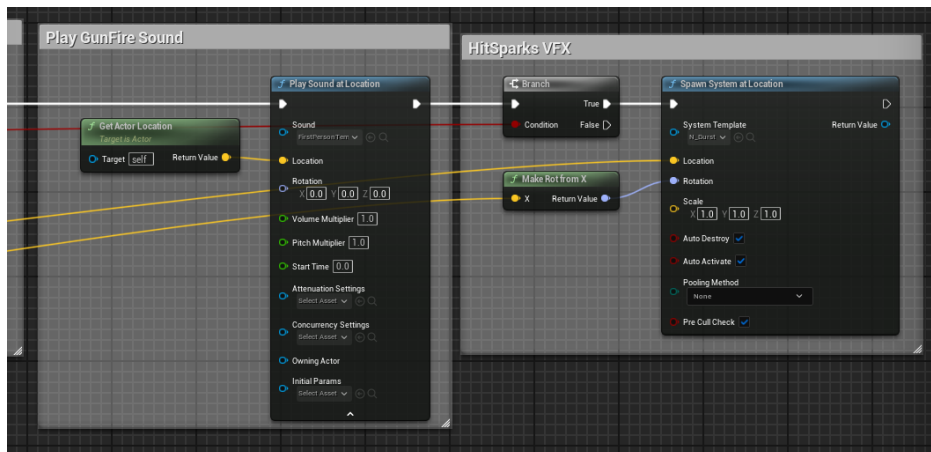 Play GunFire Sound
f Get Actor Location
Target is Actor
Target self Return Value
f Play Sound at Location
Sound
FirstPersonTem
Location
Rotation
X 0.0 Y 0.0 Z 0.0
Volume Multiplier 1.0
Pitch Multiplier 1.0
Start Time 0.0
Attenuation Settings
Select Asset
Concurrency Settings
Select Asset
Owning Actor
Initial Params
Select Asset
HitSparks VFX
Branch
True
Condition False
f Make Rot from X
X Return Value
f Spawn System at Location
System Template Return Value
N_Burst
Location
Rotation
Scale
X 1.0 Y 1.0 Z 1.0
Auto Destroy
Auto Activate
Pooling Method
None
Pre Cull Check